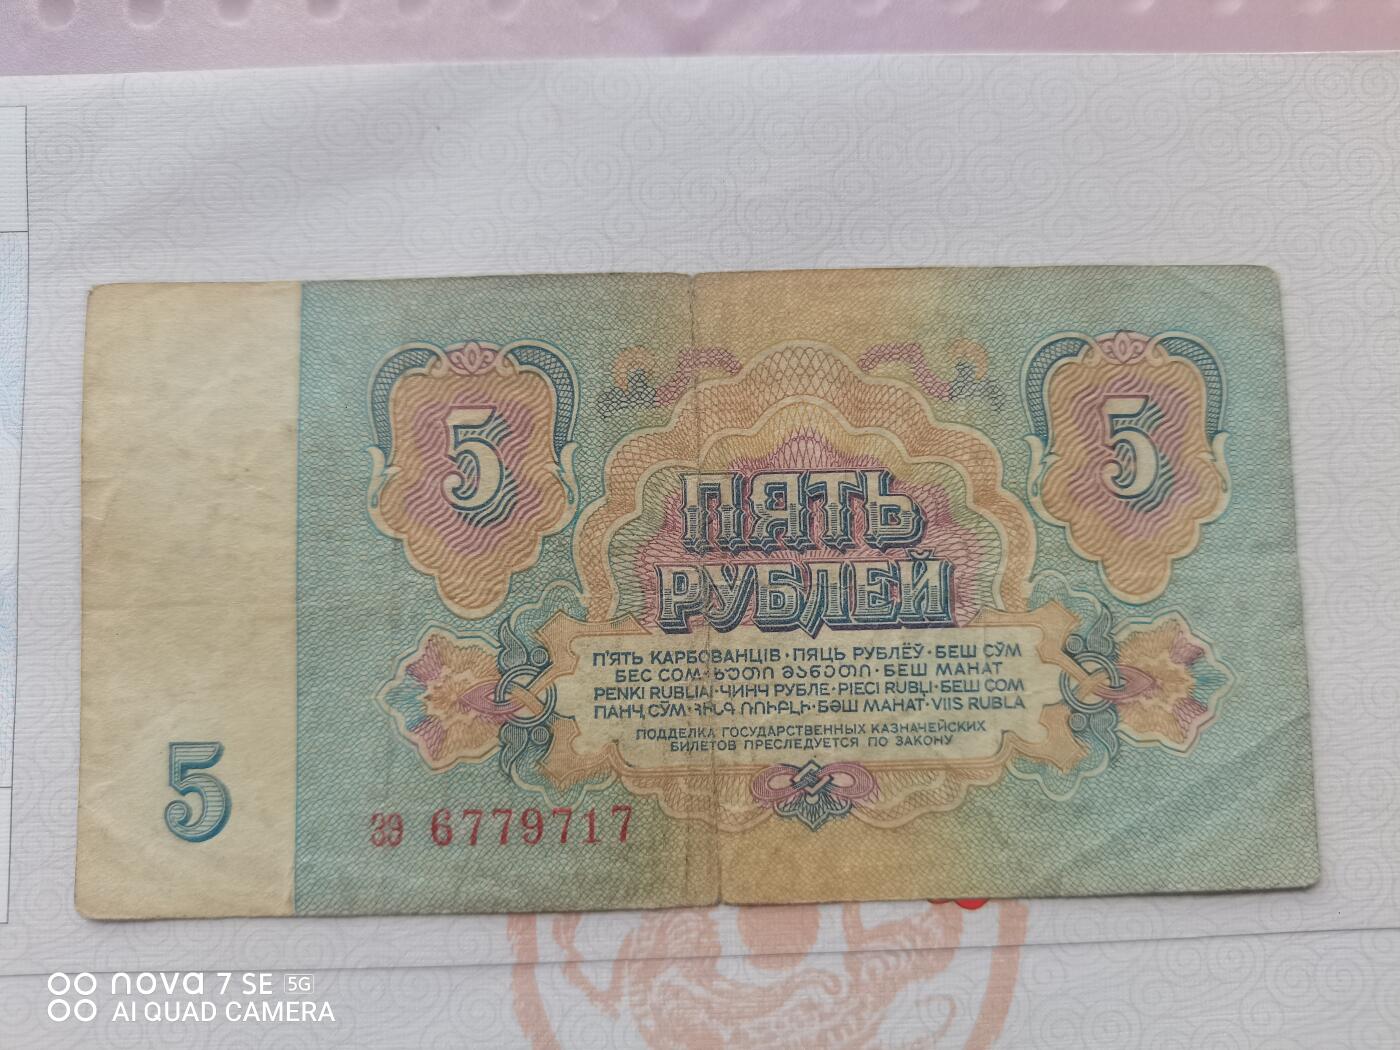 5
5
ПЯТЬ
РУБЛЕЙ
П'ЯТЬ КАРБОВАНЦІВ · ПЯЦЬ РУБЛЁЎ · БЕШ СЎМ
БЕС СОМ · ᲮᲣᲗᲘ ᲛᲐᲜᲔᲗᲘ · БЕШ МАНАТ
PENKI RUBLIAI · ЧИНЧ РУБЛЕ · PIECI RUBĻI · БЕШ СОМ
ПАНҶ СӮМ · ՀԻՆԳ ՌՈՒԲԼԻ · БӘШ МАНАТ · VIIS RUBLA
ПОДДЕЛКА ГОСУДАРСТВЕННЫХ КАЗНАЧЕЙСКИХ
БИЛЕТОВ ПРЕСЛЕДУЕТСЯ ПО ЗАКОНУ
5
ЗЭ 6779717
nova 7 SE 5G
AI QUAD CAMERA